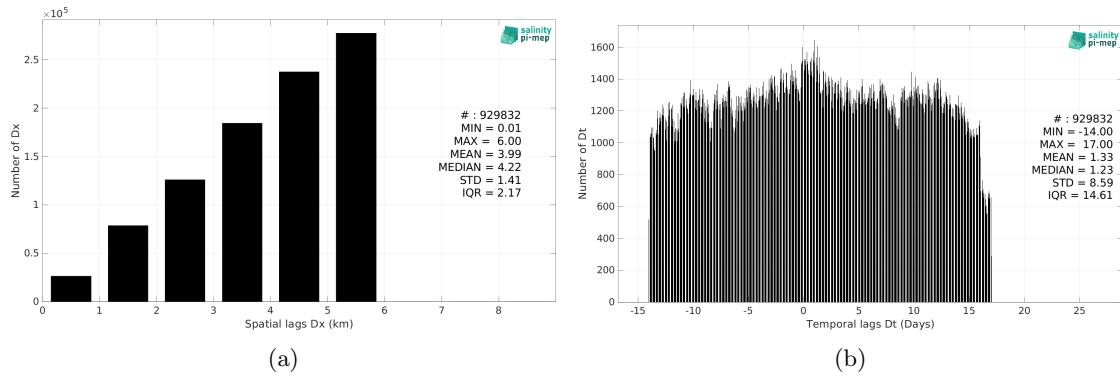 ×10⁵
2.5
2
1.5
1
0.5
0
0 1 2 3 4 5 6 7 8
Number of Dx
Spatial lags Dx (km)
salinity
pi-mep
# : 929832
MIN = 0.01
MAX = 6.00
MEAN = 3.99
MEDIAN = 4.22
STD = 1.41
IQR = 2.17
(a)
1600
1400
1200
1000
800
600
400
200
0
-15 -10 -5 0 5 10 15 20 25
Number of Dt
Temporal lags Dt (Days)
salinity
pi-mep
# : 929832
MIN = -14.00
MAX = 17.00
MEAN = 1.33
MEDIAN = 1.23
STD = 8.59
IQR = 14.61
(b)